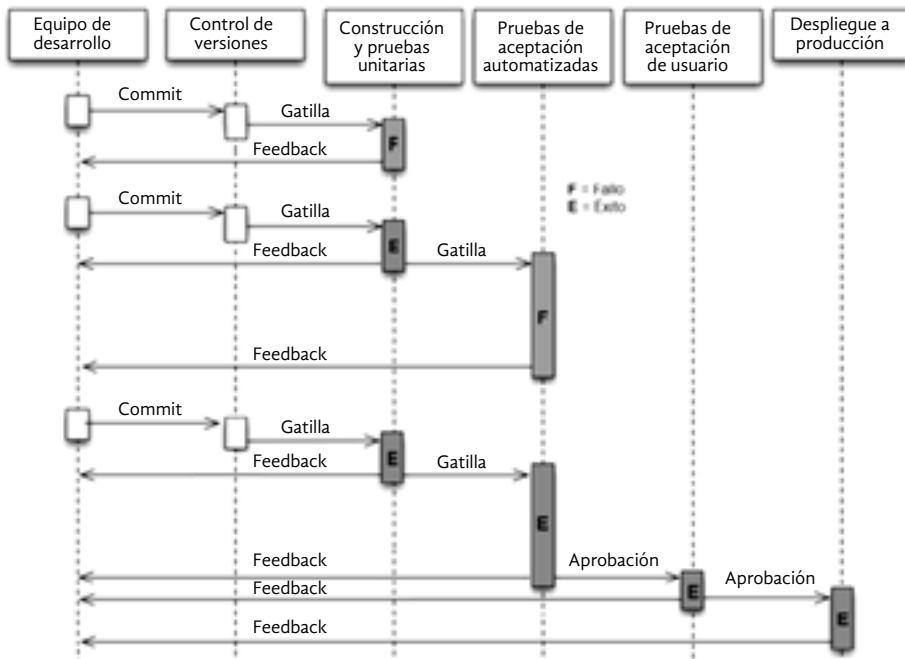 Equipo de
desarrollo
Control de
versiones
Construcción
y pruebas
unitarias
Pruebas de
aceptación
automatizadas
Pruebas de
aceptación
de usuario
Despliegue a
producción
Commit
Gatilla
F
Feedback
F = Fallo
E = Éxito
Commit
Gatilla
E
Feedback
Gatilla
F
Feedback
Commit
Gatilla
E
Feedback
Gatilla
E
Feedback
Aprobación
E
Feedback
Aprobación
E
Feedback